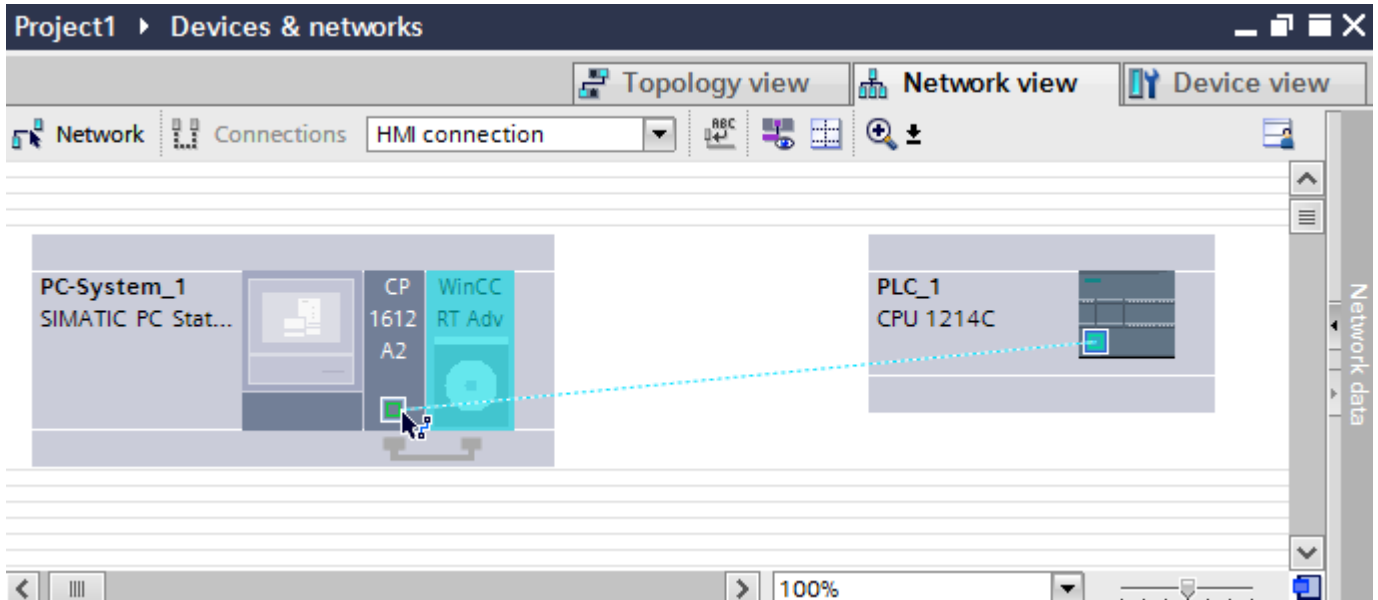 Project1 ▸ Devices & networks
Topology view
Network view
Device view
Network
Connections
HMI connection
ABC
PC-System_1
SIMATIC PC Stat...
CP
1612
A2
WinCC
RT Adv
PLC_1
CPU 1214C
Network data
100%